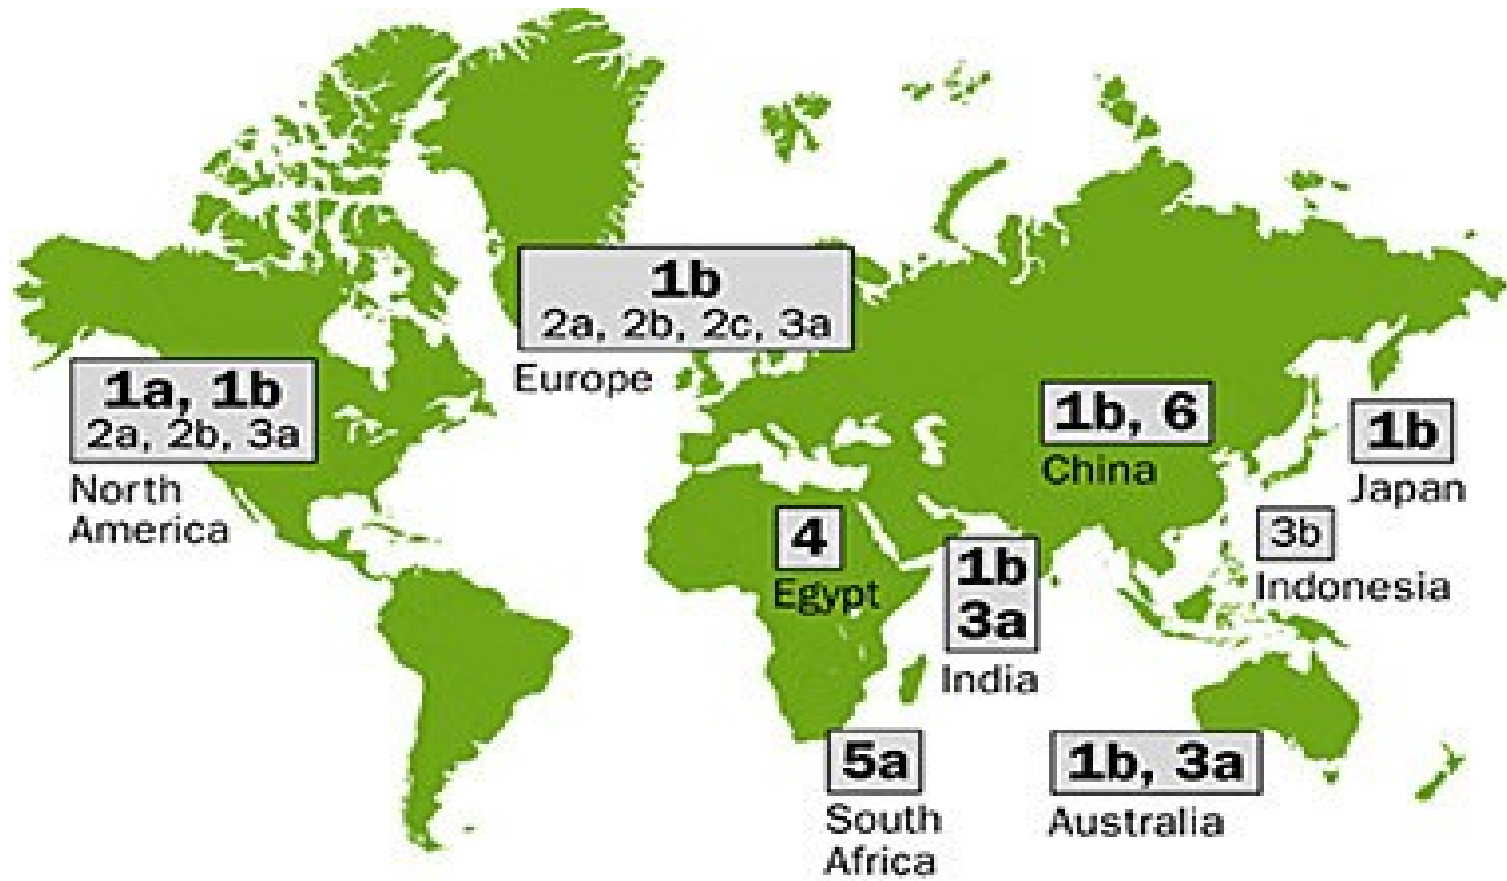 1b
2a, 2b, 2c, 3a
Europe
1a, 1b
2a, 2b, 3a
North
America
1b, 6
China
1b
Japan
4
Egypt
3b
Indonesia
1b
3a
India
5a
South
Africa
1b, 3a
Australia